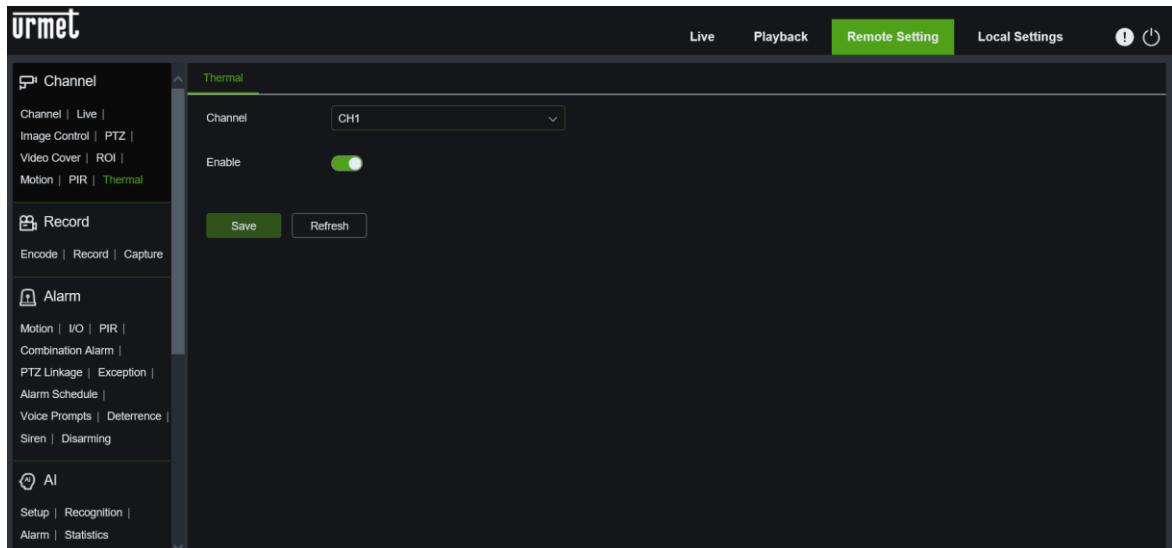 urmet
Live Playback Remote Setting Local Settings
Channel
Channel | Live |
Image Control | PTZ |
Video Cover | ROI |
Motion | PIR | Thermal
Record
Encode | Record | Capture
Alarm
Motion | I/O | PIR |
Combination Alarm |
PTZ Linkage | Exception |
Alarm Schedule |
Voice Prompts | Deterrence |
Siren | Disarming
AI
Setup | Recognition |
Alarm | Statistics
Thermal
Channel CH1
Enable
Save Refresh